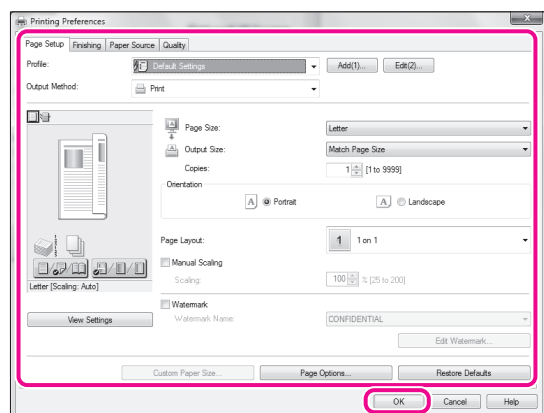 Printing Preferences
Page Setup Finishing Paper Source Quality
Profile: Default Settings Add(1)... Edit(2)...
Output Method: Print
Page Size: Letter
Output Size: Match Page Size
Copies: 1 [1 to 9999]
Orientation
A Portrait A Landscape
Page Layout: 1 1 on 1
Manual Scaling
Scaling: 100 % [25 to 200]
Letter [Scaling: Auto]
Watermark
View Settings Watermark Name: CONFIDENTIAL
Edit Watermark...
Custom Paper Size... Page Options... Restore Defaults
OK Cancel Help